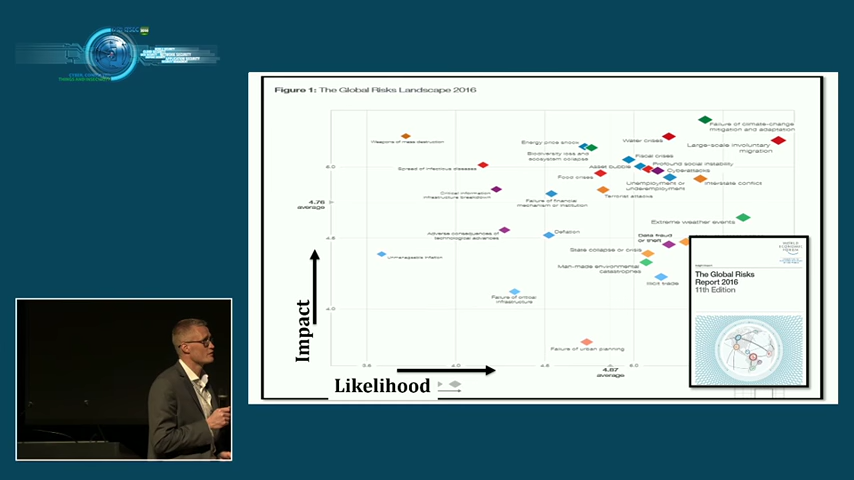 Figure 1: The Global Risks Landscape 2016
Failure of climate-change
mitigation and adaptation
Weapons of mass destruction
Energy price shock
Water crises
Large-scale involuntary
migration
Biodiversity loss and
ecosystem collapse
Fiscal crises
Spread of infectious diseases
Asset bubble
Profound social instability
Cyberattacks
Food crises
Unemployment or
underemployment
Interstate conflict
Critical information
infrastructure breakdown
Failure of financial
mechanism or institution
Terrorist attacks
4.76
average
Extreme weather events
Adverse consequences of
technological advances
Deflation
Data fraud
or theft
State collapse or crisis
Unmanageable inflation
Man-made environmental
catastrophes
Illicit trade
Failure of critical
infrastructure
Failure of urban planning
4.87
average
Impact
Likelihood
The Global Risks
Report 2016
11th Edition